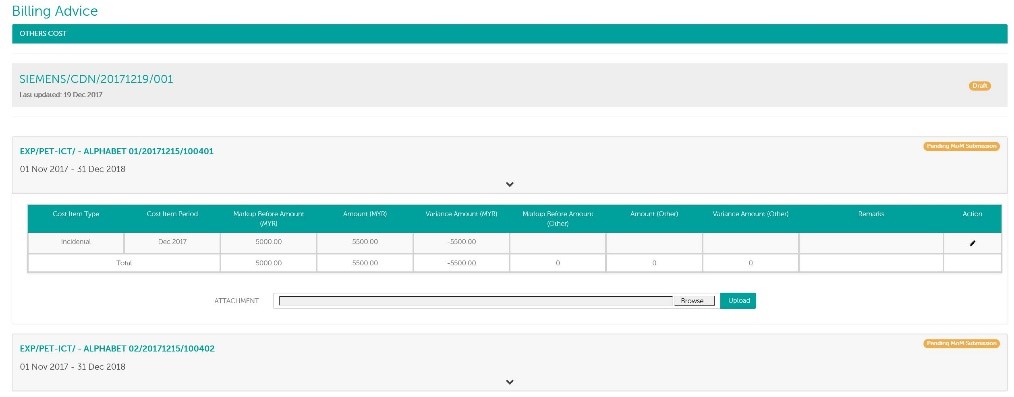 Billing Advice
OTHERS COST
SIEMENS/CDN/20171219/001
Last updated: 19 Dec 2017
Draft
EXP/PET-ICT/ - ALPHABET 01/20171215/100401
Pending MoM Submission
01 Nov 2017 - 31 Dec 2018
Cost Item Type Cost Item Period Markup Before Amount (MYR) Amount (MYR) Variance Amount (MYR) Markup Before Amount (Other) Amount (Other) Variance Amount (Other) Remarks Action
Incidental Dec 2017 5000.00 5500.00 -5500.00
Total 5000.00 5500.00 -5500.00 0 0 0
ATTACHMENT Browse... Upload
EXP/PET-ICT/ - ALPHABET 02/20171215/100402
Pending MoM Submission
01 Nov 2017 - 31 Dec 2018